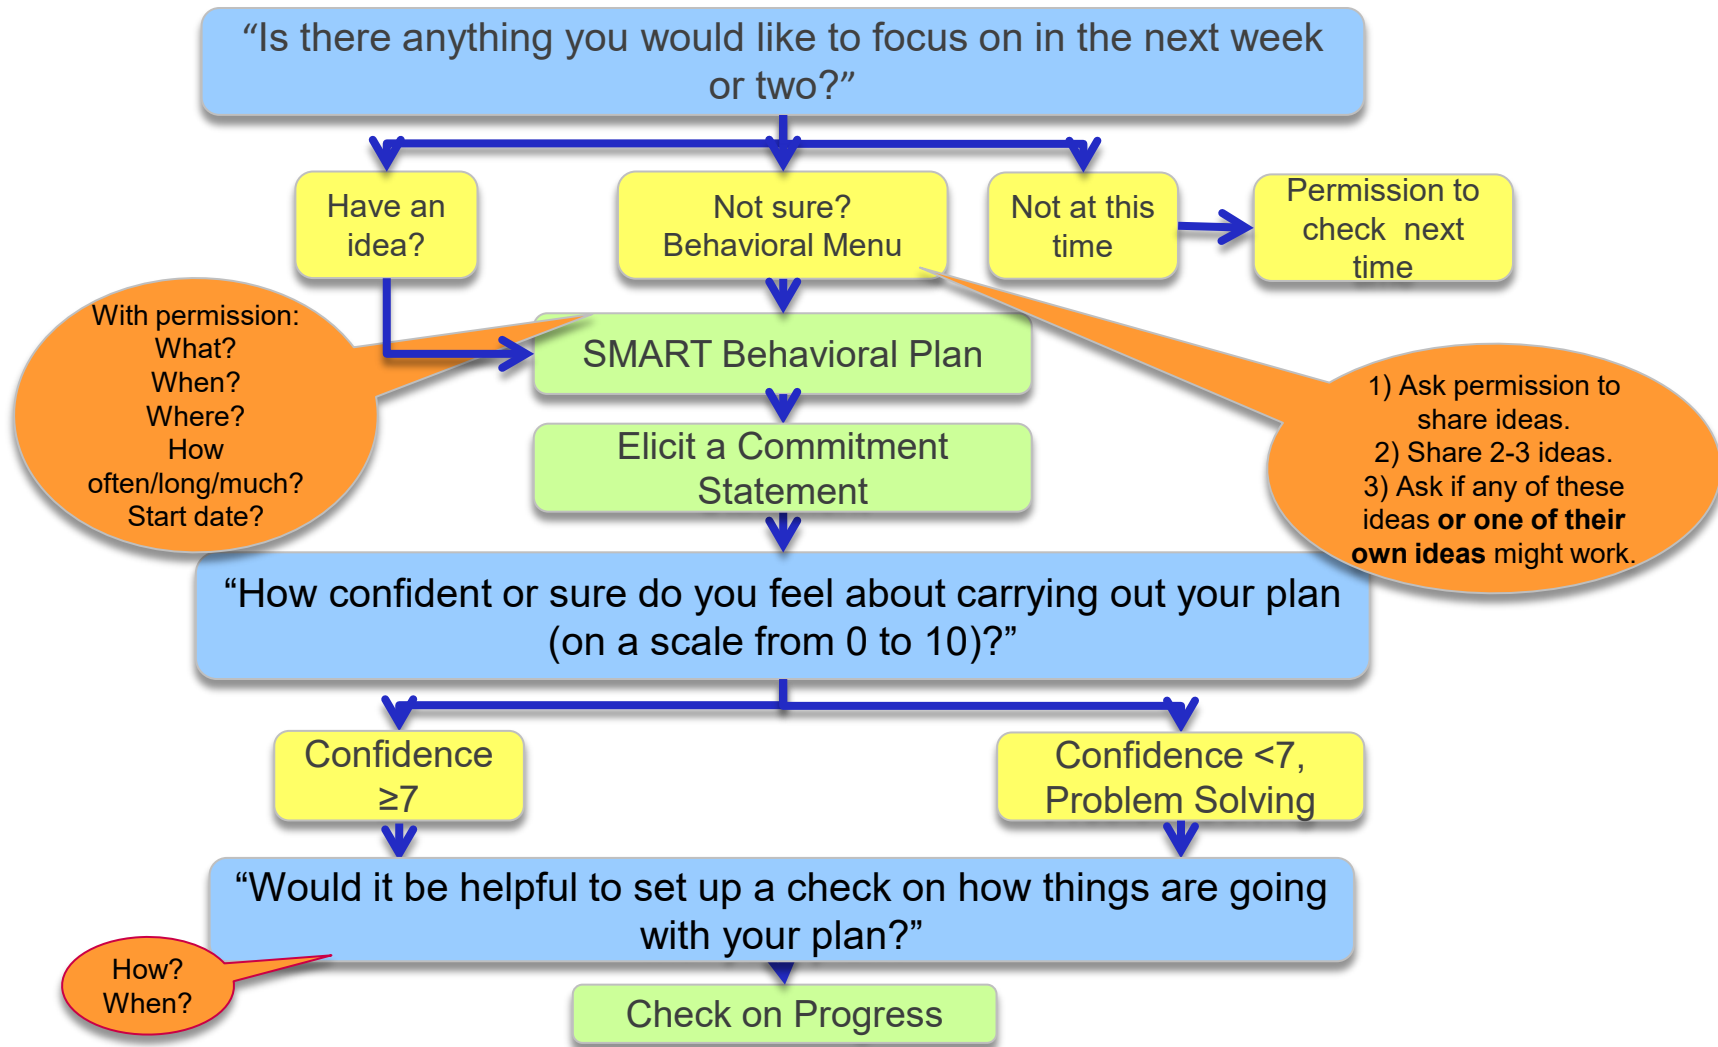 “Is there anything you would like to focus on in the next week
or two?”
Have an
idea?
Not sure?
Behavioral Menu
Not at this
time
Permission to
check  next
time
With permission:
What?
When?
Where?
How
often/long/much?
Start date?
SMART Behavioral Plan
1) Ask permission to
share ideas.
2) Share 2-3 ideas.
3) Ask if any of these
ideas or one of their
own ideas might work.
Elicit a Commitment
Statement
“How confident or sure do you feel about carrying out your plan
(on a scale from 0 to 10)?”
Confidence
≥7
Confidence <7,
Problem Solving
“Would it be helpful to set up a check on how things are going
with your plan?”
How?
When?
Check on Progress